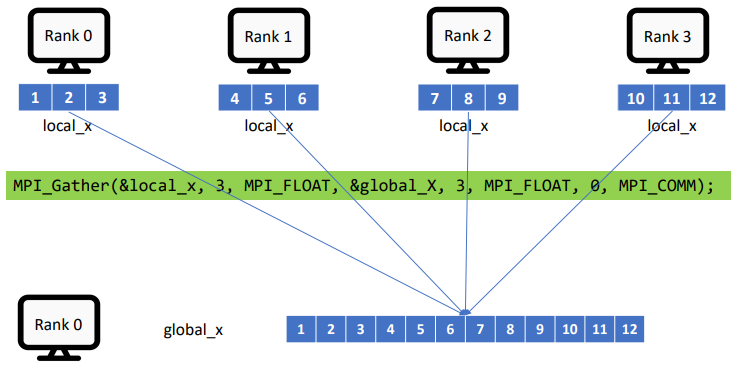 Rank 0 Rank 1 Rank 2 Rank 3
1 2 3 4 5 6 7 8 9 10 11 12
local_x local_x local_x local_x
MPI_Gather(&local_x, 3, MPI_FLOAT, &global_X, 3, MPI_FLOAT, 0, MPI_COMM);
Rank 0 global_x 1 2 3 4 5 6 7 8 9 10 11 12